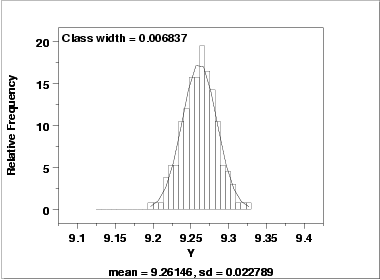 Class width = 0.006837
20
15
10
5
0
Relative Frequency
9.1 9.15 9.2 9.25 9.3 9.35 9.4
Y
mean = 9.26146, sd = 0.022789